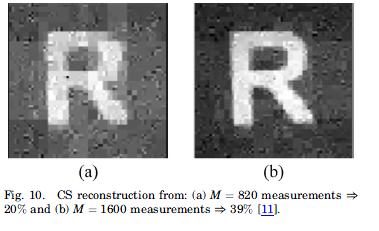 R R
(a) (b)
Fig. 10. CS reconstruction from: (a) M = 820 measurements ⇒
20% and (b) M = 1600 measurements ⇒ 39% [11].